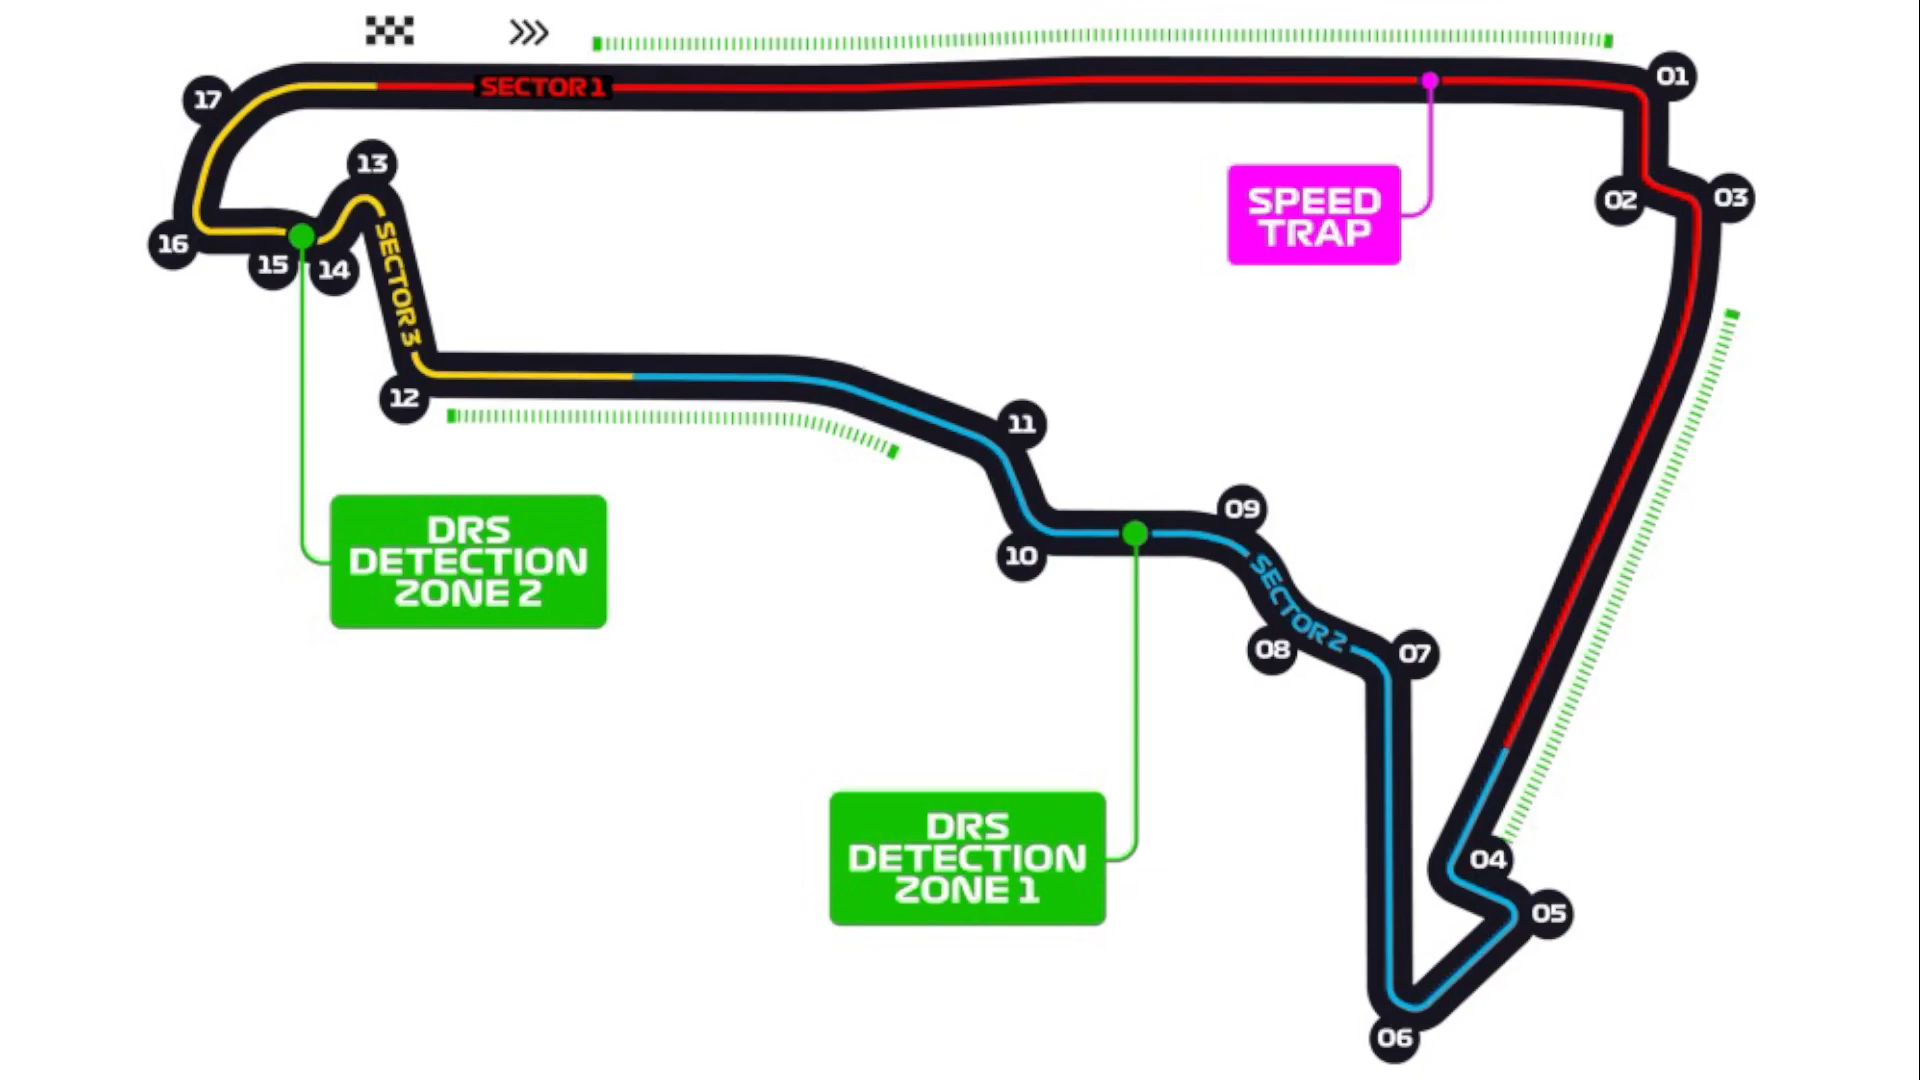 SECTOR 1
01
17
13
SPEED
TRAP
02
03
16
15
14
SECTOR 3
12
11
DRS
DETECTION
ZONE 2
10
09
SECTOR 2
08
07
DRS
DETECTION
ZONE 1
04
05
06